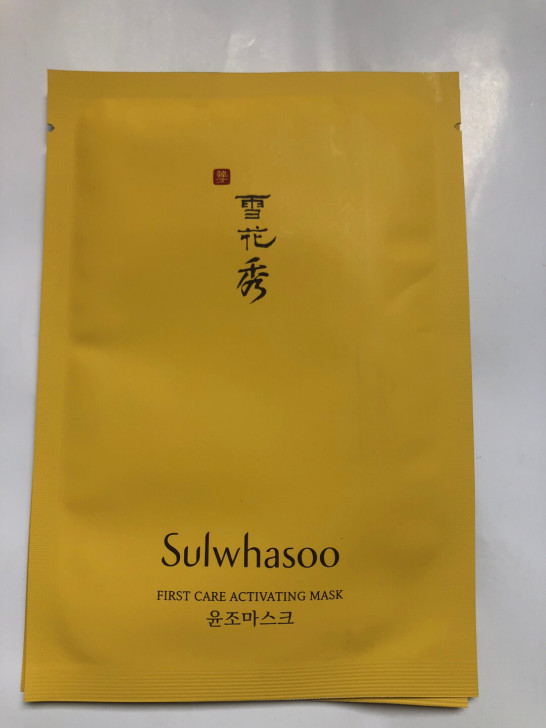 雪
花
秀
Sulwhasoo
FIRST CARE ACTIVATING MASK
윤조마스크